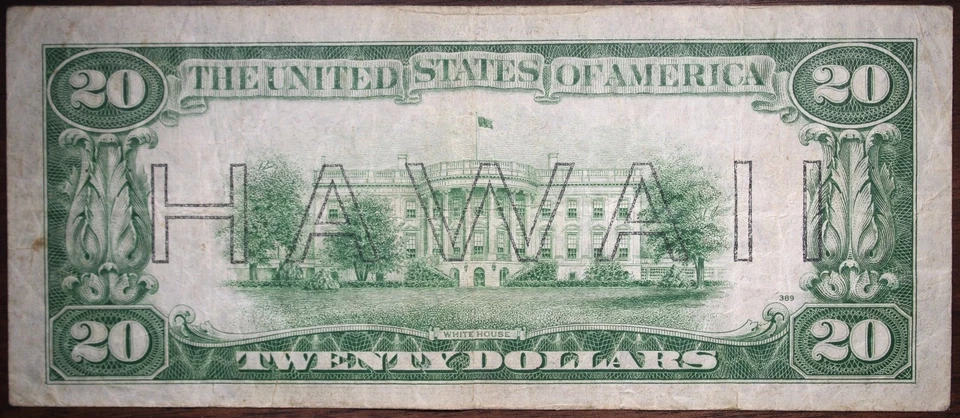 20 THE UNITED STATES OF AMERICA 20
HAWAII
389
WHITE HOUSE
20 TWENTY DOLLARS 20